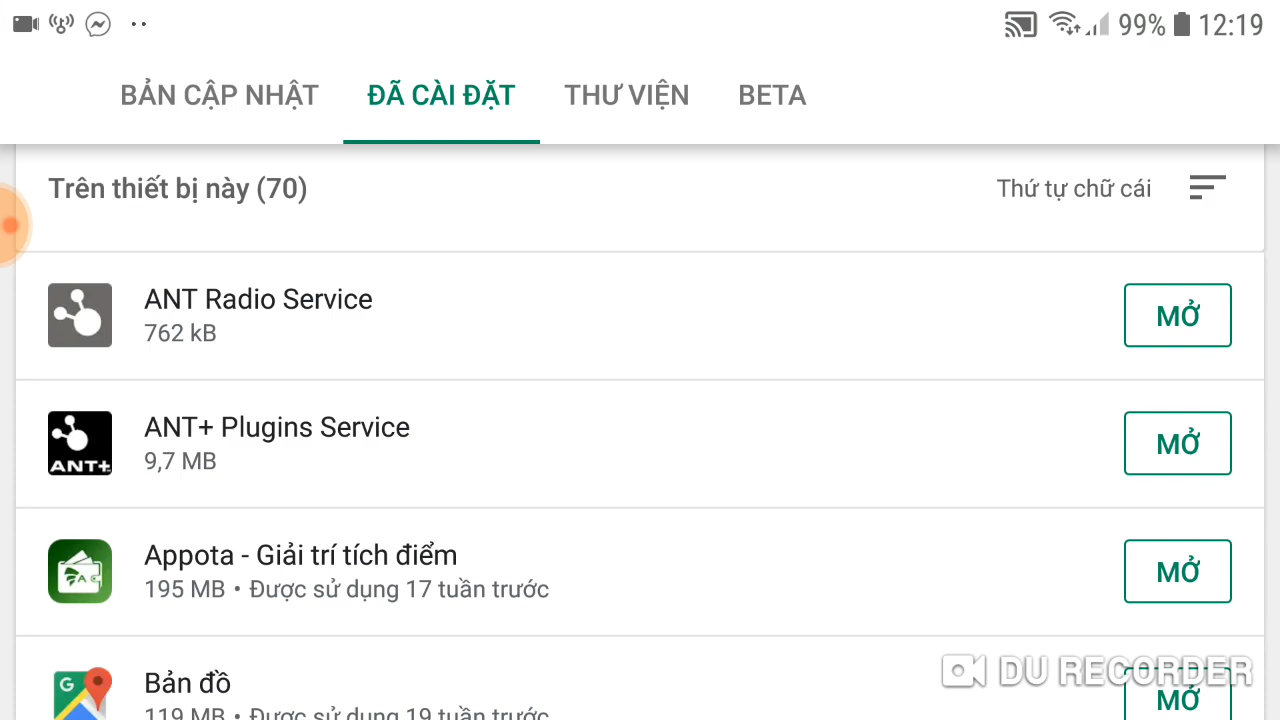 99% 12:19
BẢN CẬP NHẬT ĐÃ CÀI ĐẶT THƯ VIỆN BETA
Trên thiết bị này (70) Thứ tự chữ cái
ANT Radio Service
762 kB
MỞ
ANT+ Plugins Service
9,7 MB
MỞ
ANT+
Appota - Giải trí tích điểm
195 MB • Được sử dụng 17 tuần trước
MỞ
AC
G
Bản đồ
119 MB • Được sử dụng 19 tuần trước
MỞ
DU RECORDER